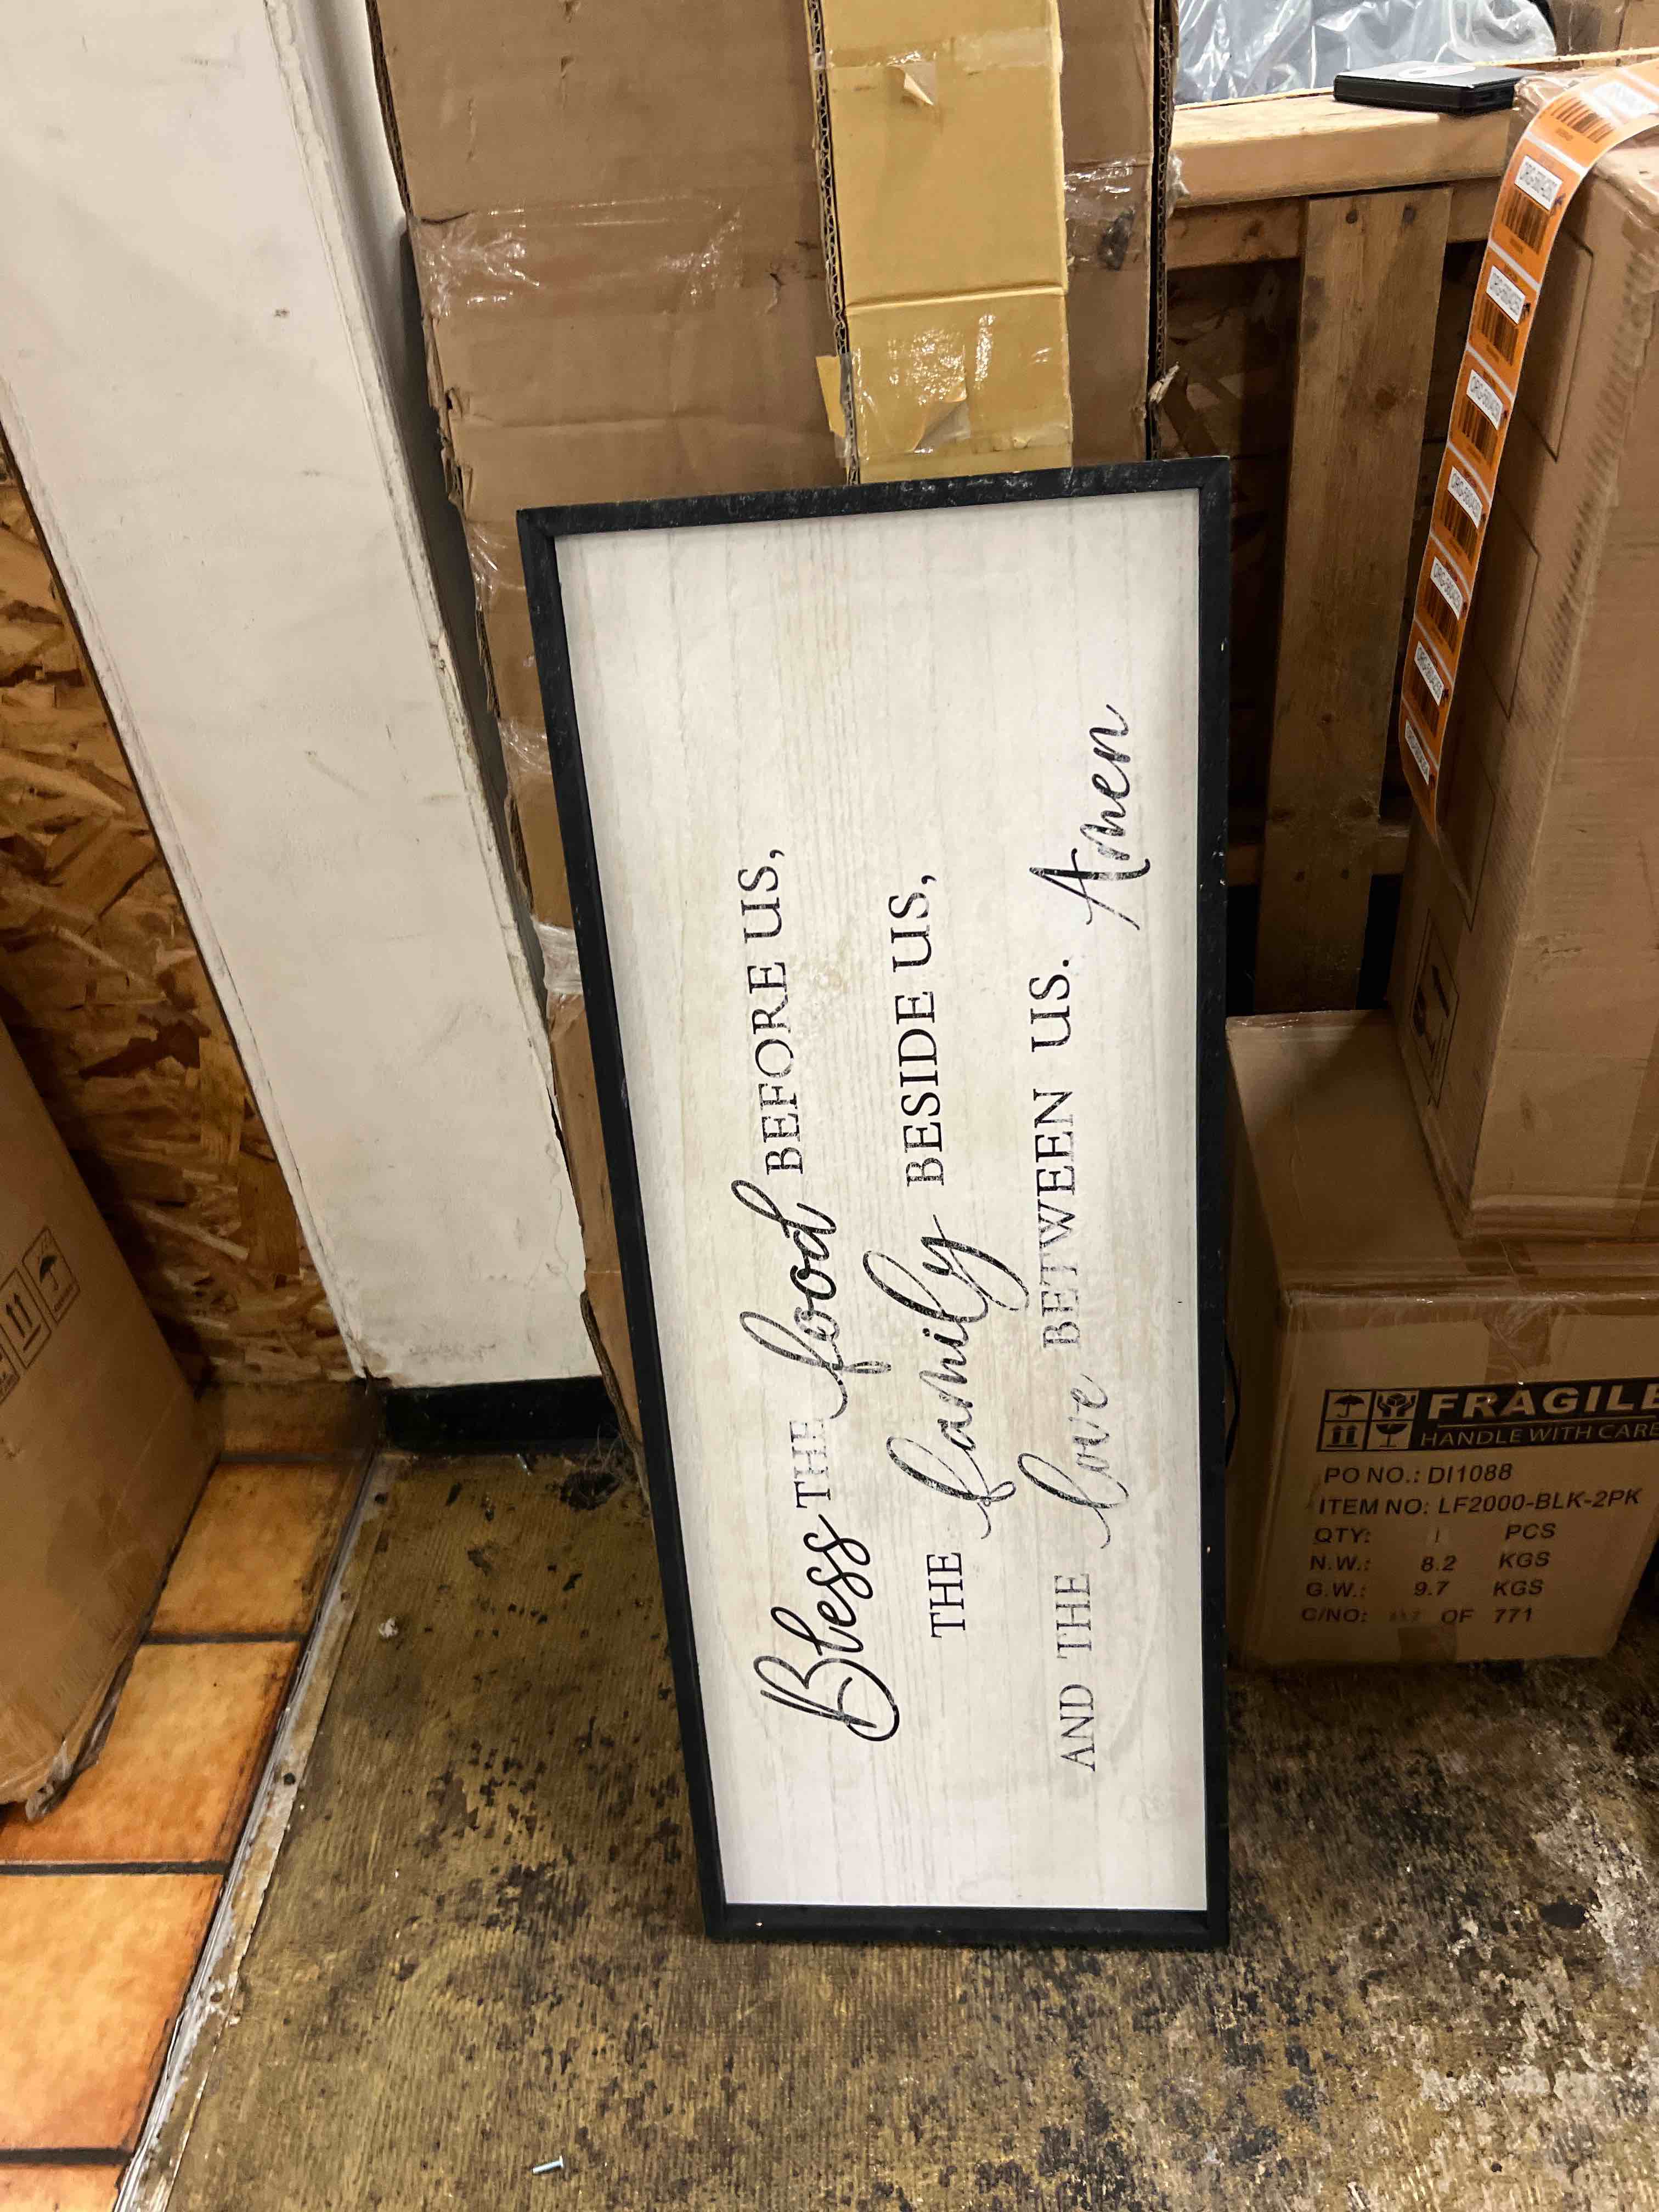 Bless THE food BEFORE US,
THE family BESIDE US,
AND THE love BETWEEN US. Amen
FRAGILE
HANDLE WITH CARE
PO NO.: DI1088
ITEM NO: LF2000-BLK-2PK
QTY: 1 PCS
N.W.: 8.2 KGS
G.W.: 9.7 KGS
C/NO: OF 771